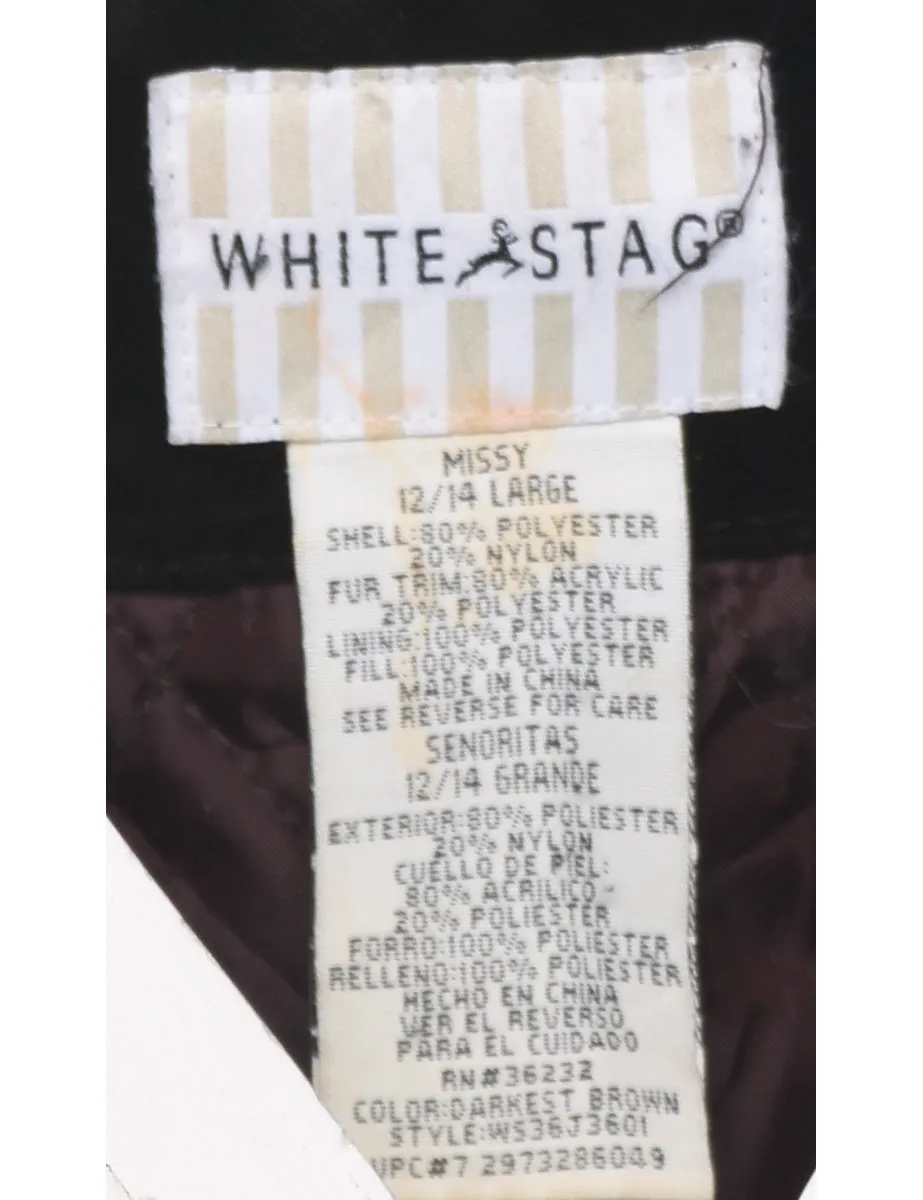 WHITE STAG®
MISSY
12/14 LARGE
SHELL:80% POLYESTER
20% NYLON
FUR TRIM:80% ACRYLIC
20% POLYESTER
LINING:100% POLYESTER
FILL:100% POLYESTER
MADE IN CHINA
SEE REVERSE FOR CARE
SENORITAS
12/14 GRANDE
EXTERIOR:80% POLIESTER
20% NYLON
CUELLO DE PIEL:
80% ACRILICO
20% POLIESTER
FORRO:100% POLIESTER
RELLENO:100% POLIESTER
HECHO EN CHINA
VER EL REVERSO
PARA EL CUIDADO
RN#36232
COLOR:DARKEST BROWN
STYLE:WS36J3601
UPC#7 2973286049